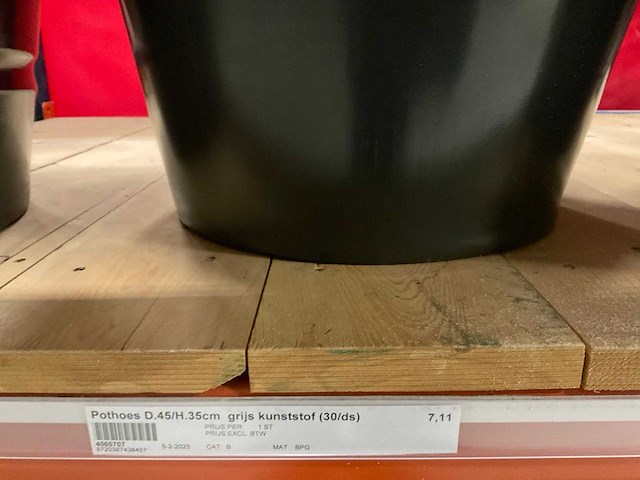 Pothoes D.45/H.35cm grijs kunststof (30/ds) 7,11
PRIJS PER 1 ST
PRIJS EXCL. BTW
4060707
8720387438457 5-2-2025 CAT. B MAT. BPG